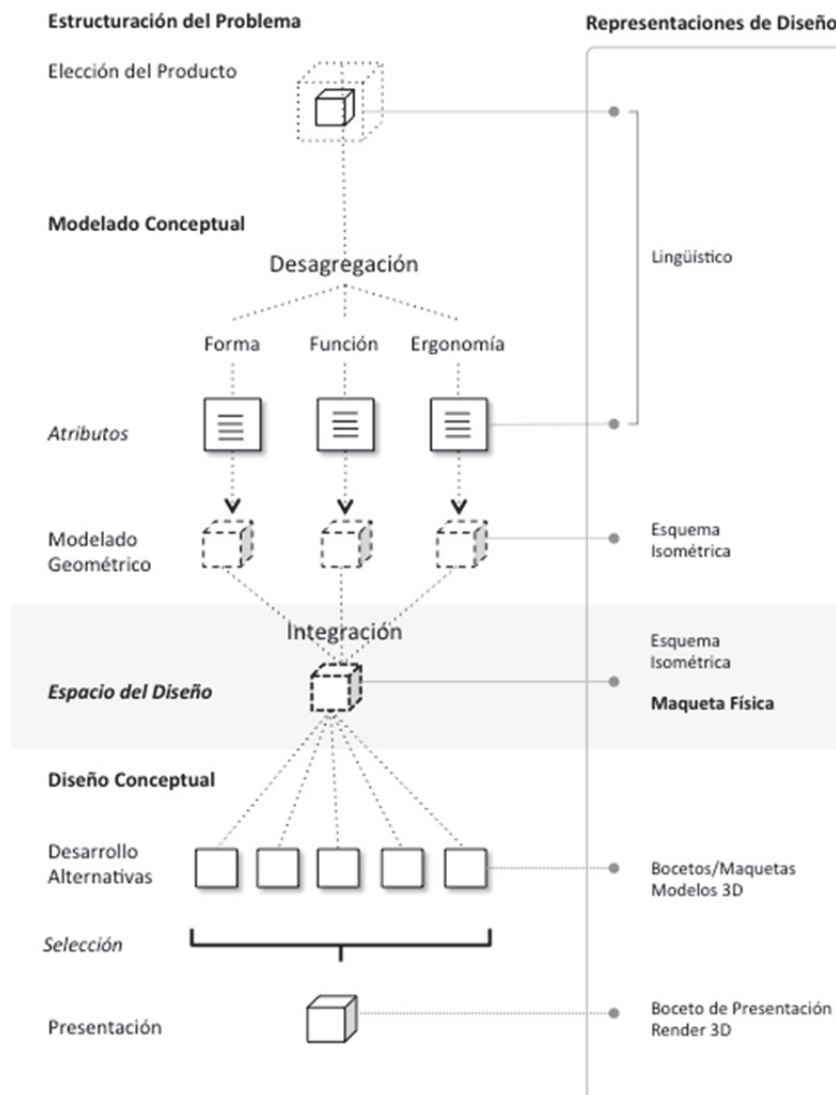 Estructuración del Problema
Representaciones de Diseño
Elección del Producto
Modelado Conceptual
Desagregación
Lingüístico
Forma Función Ergonomía
Atributos
Modelado
Geométrico
Esquema
Isométrica
Integración
Espacio del Diseño
Esquema
Isométrica
Maqueta Física
Diseño Conceptual
Desarrollo
Alternativas
Bocetos/Maquetas
Modelos 3D
Selección
Presentación
Boceto de Presentación
Render 3D